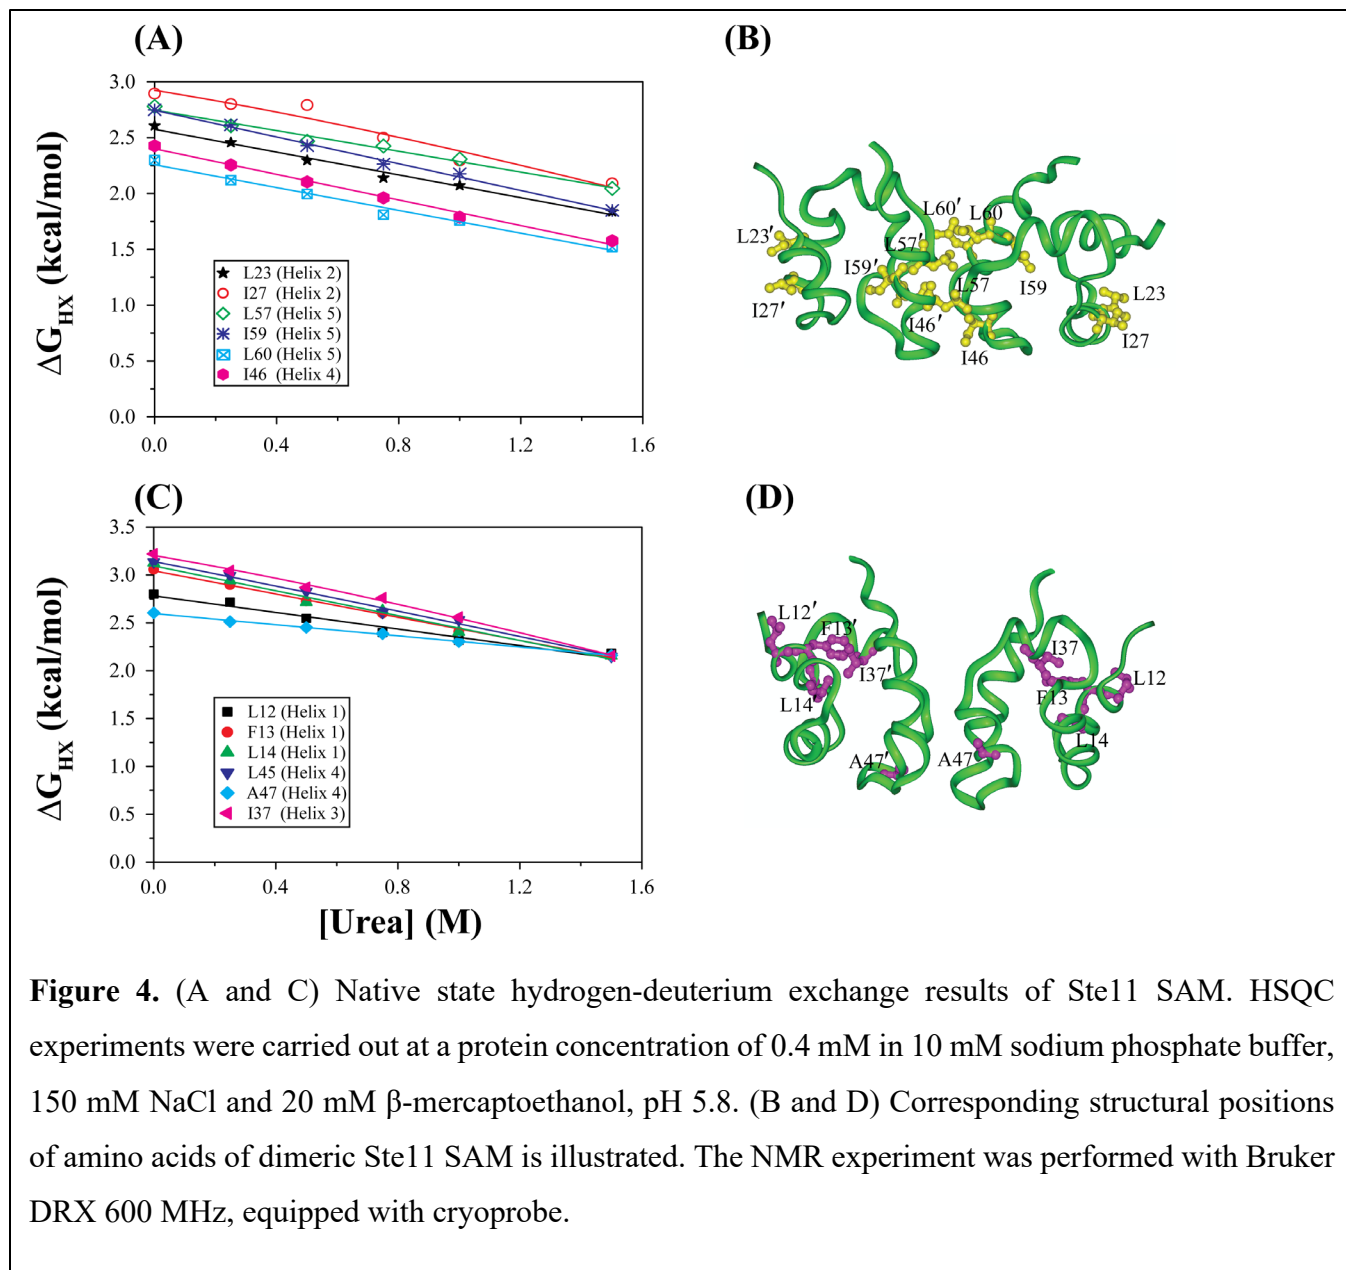 (A)
(B)
3.0
2.5
2.0
1.5
1.0
0.5
0.0
ΔG_HX (kcal/mol)
L23 (Helix 2)
I27 (Helix 2)
L57 (Helix 5)
I59 (Helix 5)
L60 (Helix 5)
I46 (Helix 4)
0.0 0.4 0.8 1.2 1.6
L60′ L60
L23′ L57′
I59′
I27′ I46′ L57 I59 L23
I46 I27
(C)
(D)
3.5
3.0
2.5
2.0
1.5
1.0
0.5
0.0
ΔG_HX (kcal/mol)
L12 (Helix 1)
F13 (Helix 1)
L14 (Helix 1)
L45 (Helix 4)
A47 (Helix 4)
I37 (Helix 3)
0.0 0.4 0.8 1.2 1.6
[Urea] (M)
L12′ F13′ I37
I37′ L12
L14′ F13
L14
A47′ A47
Figure 4. (A and C) Native state hydrogen-deuterium exchange results of Ste11 SAM. HSQC
experiments were carried out at a protein concentration of 0.4 mM in 10 mM sodium phosphate buffer,
150 mM NaCl and 20 mM β-mercaptoethanol, pH 5.8. (B and D) Corresponding structural positions
of amino acids of dimeric Ste11 SAM is illustrated. The NMR experiment was performed with Bruker
DRX 600 MHz, equipped with cryoprobe.